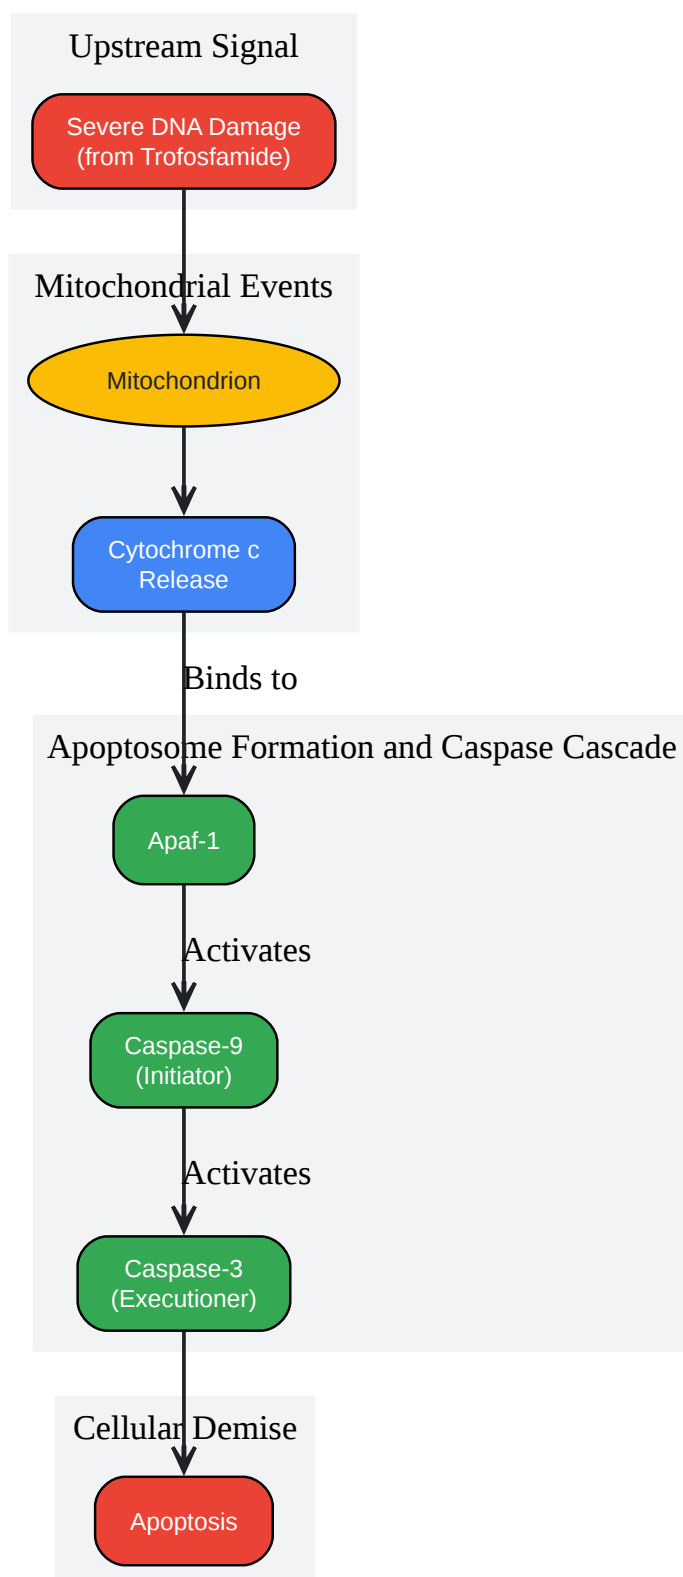 Upstream Signal
Severe DNA Damage
(from Trofosfamide)
Mitochondrial Events
Mitochondrion
Cytochrome c
Release
Binds to
Apoptosome Formation and Caspase Cascade
Apaf-1
Activates
Caspase-9
(Initiator)
Activates
Caspase-3
(Executioner)
Cellular Demise
Apoptosis